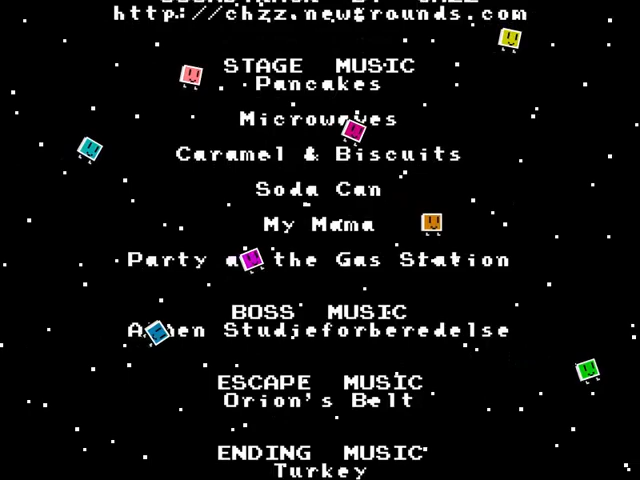 http://chzz.newgrounds.com
STAGE MUSIC
Pancakes
Microwaves
Caramel & Biscuits
Soda Can
My Mama
Party the Gas Station
BOSS MUSIC
Studieforberedelse
ESCAPE MUSIC
Orion's Belt
ENDING MUSIC
Turkey